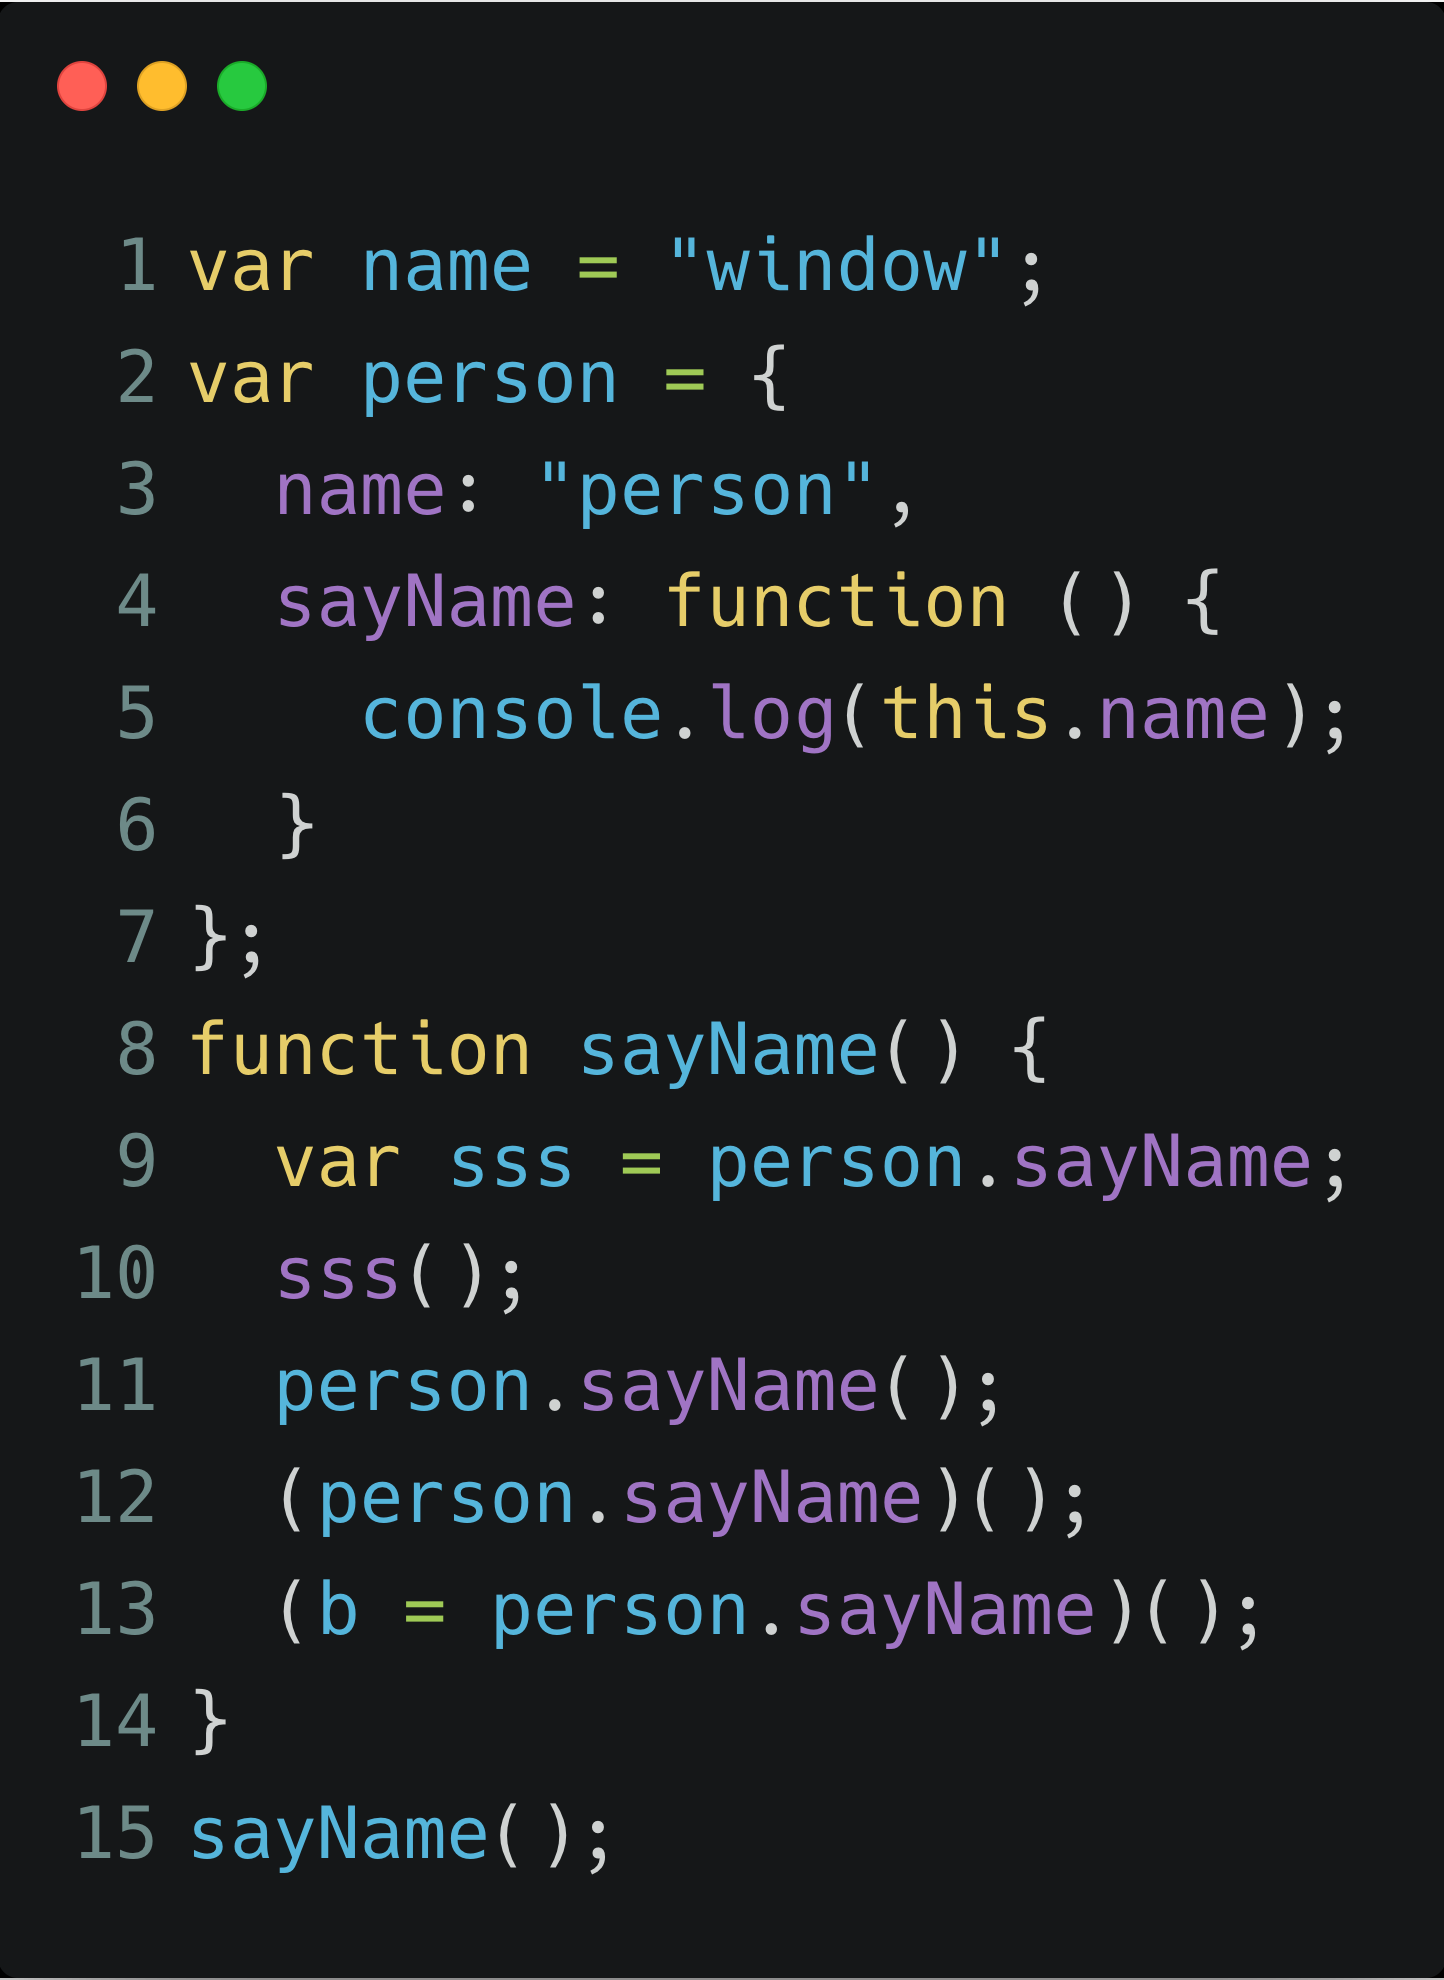 1 var name = "window";
2 var person = {
3   name: "person",
4   sayName: function () {
5     console.log(this.name);
6   }
7 };
8 function sayName() {
9   var sss = person.sayName;
10   sss();
11   person.sayName();
12   (person.sayName)();
13   (b = person.sayName)();
14 }
15 sayName();